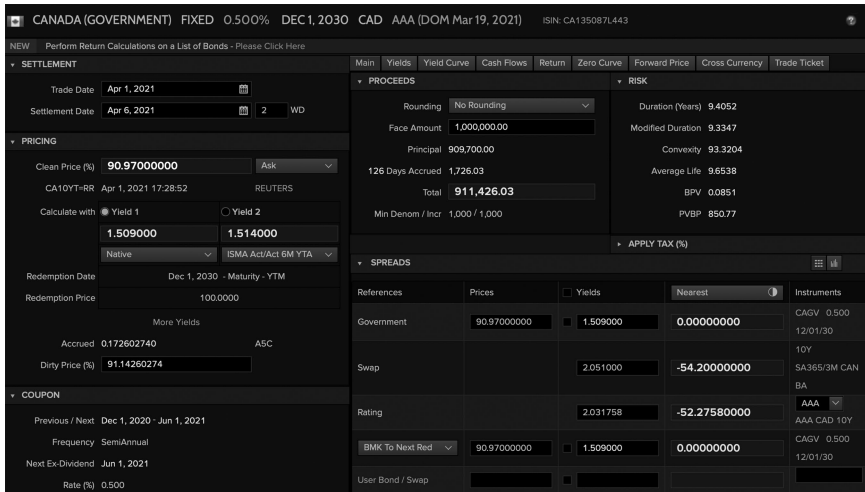 CANADA (GOVERNMENT) FIXED 0.500% DEC 1, 2030 CAD AAA (DOM Mar 19, 2021) ISIN: CA135087L443 ?
NEW Perform Return Calculations on a List of Bonds - Please Click Here
SETTLEMENT
Trade Date Apr 1, 2021
Settlement Date Apr 6, 2021 2 WD
PRICING
Clean Price (%) 90.97000000 Ask
CA10YT=RR Apr 1, 2021 17:28:52 REUTERS
Calculate with Yield 1 Yield 2
1.509000 1.514000
Native ISMA Act/Act 6M YTA
Redemption Date Dec 1, 2030 - Maturity - YTM
Redemption Price 100.0000
More Yields
Accrued 0.172602740 A5C
Dirty Price (%) 91.14260274
COUPON
Previous / Next Dec 1, 2020 - Jun 1, 2021
Frequency SemiAnnual
Next Ex-Dividend Jun 1, 2021
Rate (%) 0.500
Main Yields Yield Curve Cash Flows Return Zero Curve Forward Price Cross Currency Trade Ticket
PROCEEDS
Rounding No Rounding
Face Amount 1,000,000.00
Principal 909,700.00
126 Days Accrued 1,726.03
Total 911,426.03
Min Denom / Incr 1,000 / 1,000
RISK
Duration (Years) 9.4052
Modified Duration 9.3347
Convexity 93.3204
Average Life 9.6538
BPV 0.0851
PVBP 850.77
APPLY TAX (%)
SPREADS
References Prices Yields Nearest Instruments
Government 90.97000000 1.509000 0.00000000 CAGV 0.500
12/01/30
Swap 2.051000 -54.20000000 10Y
SA365/3M CAN
BA
Rating 2.031758 -52.27580000 AAA
AAA CAD 10Y
BMK To Next Red 90.97000000 1.509000 0.00000000 CAGV 0.500
12/01/30
User Bond / Swap